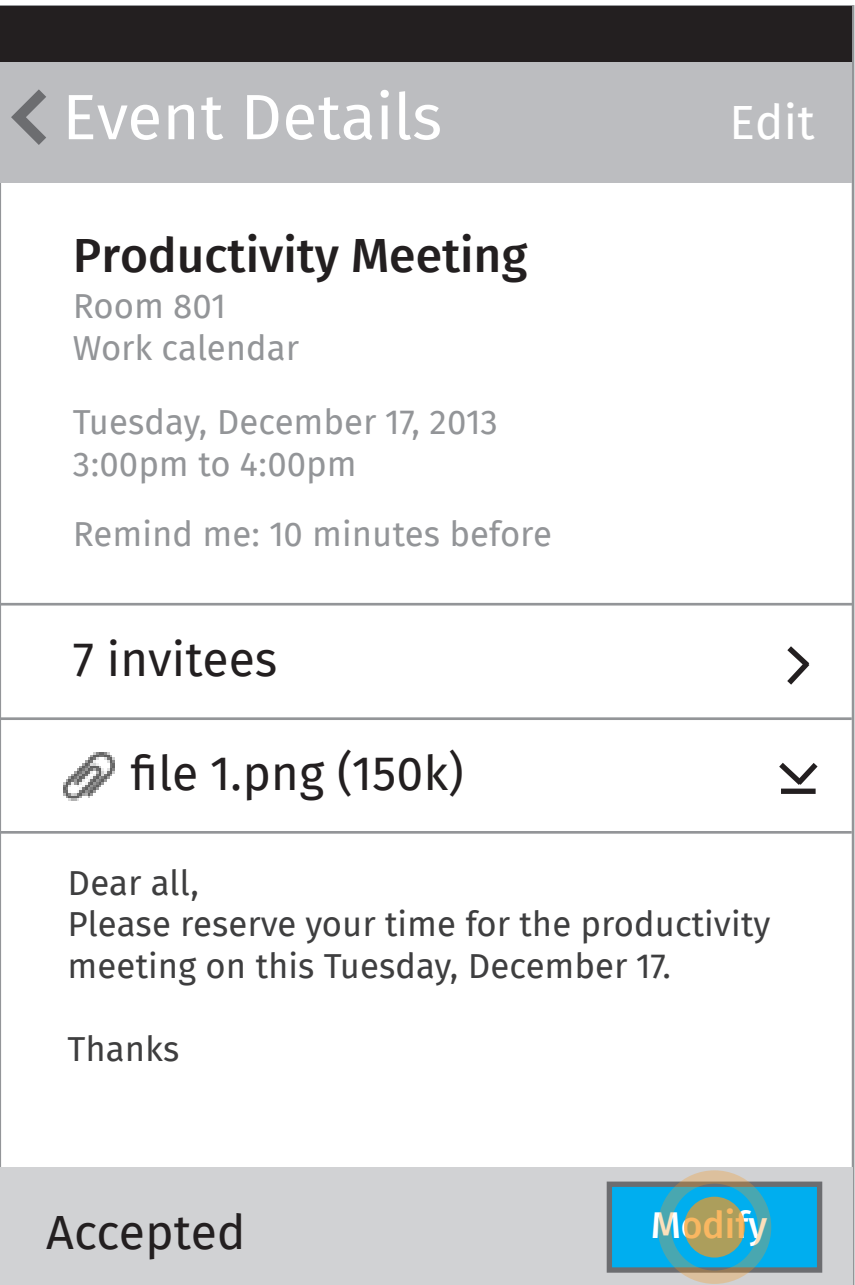 Event Details
Edit
Productivity Meeting
Room 801
Work calendar
Tuesday, December 17, 2013
3:00pm to 4:00pm
Remind me: 10 minutes before
7 invitees
file 1.png (150k)
Dear all,
Please reserve your time for the productivity
meeting on this Tuesday, December 17.
Thanks
Accepted
Modify